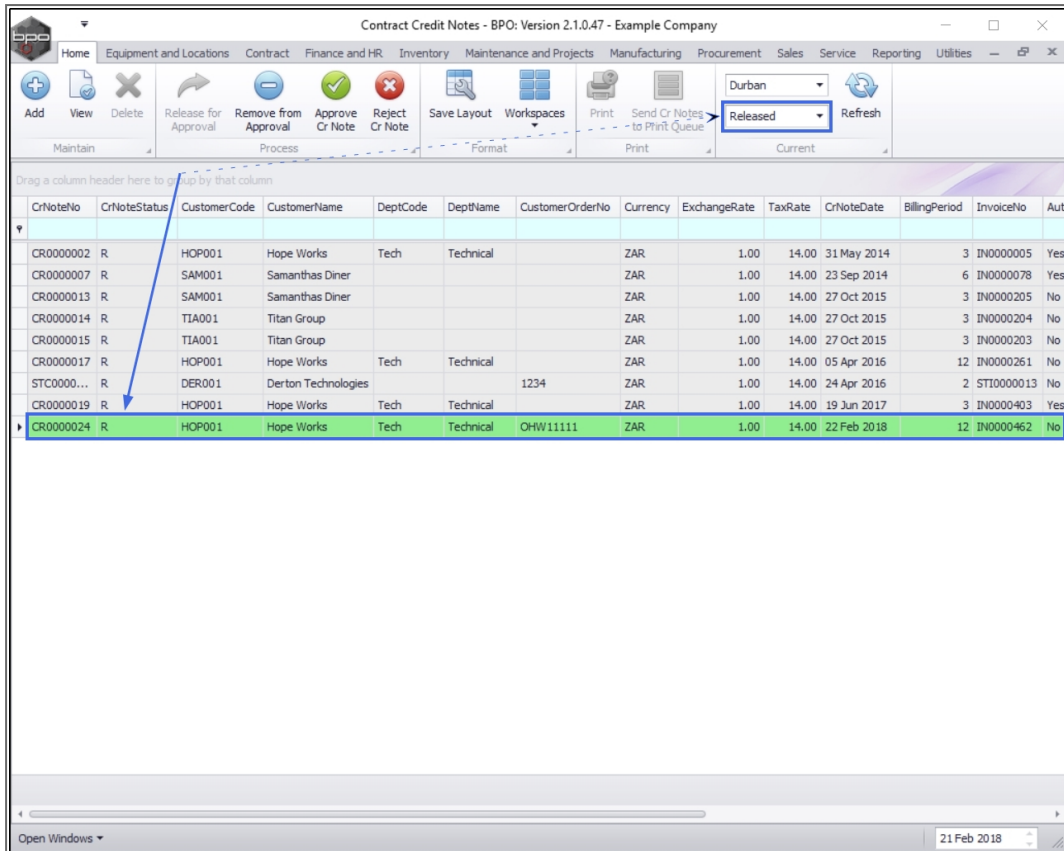 Contract Credit Notes - BPO: Version 2.1.0.47 - Example Company
bpo
Home Equipment and Locations Contract Finance and HR Inventory Maintenance and Projects Manufacturing Procurement Sales Service Reporting Utilities
Add View Delete Release for Approval Remove from Approval Approve Cr Note Reject Cr Note Save Layout Workspaces Print Send Cr Notes to Print Queue Durban Released Refresh
Maintain Process Format Print Current
Drag a column header here to group by that column
CrNoteNo CrNoteStatus CustomerCode CustomerName DeptCode DeptName CustomerOrderNo Currency ExchangeRate TaxRate CrNoteDate BillingPeriod InvoiceNo Aut
CR0000002 R HOP001 Hope Works Tech Technical ZAR 1.00 14.00 31 May 2014 3 IN0000005 Yes
CR0000007 R SAM001 Samanthas Diner ZAR 1.00 14.00 23 Sep 2014 6 IN0000078 Yes
CR0000013 R SAM001 Samanthas Diner ZAR 1.00 14.00 27 Oct 2015 3 IN0000205 No
CR0000014 R TIA001 Titan Group ZAR 1.00 14.00 27 Oct 2015 3 IN0000204 No
CR0000015 R TIA001 Titan Group ZAR 1.00 14.00 27 Oct 2015 3 IN0000203 No
CR0000017 R HOP001 Hope Works Tech Technical ZAR 1.00 14.00 05 Apr 2016 12 IN0000261 No
STC0000... R DER001 Derton Technologies 1234 ZAR 1.00 14.00 24 Apr 2016 2 STI0000013 No
CR0000019 R HOP001 Hope Works Tech Technical ZAR 1.00 14.00 19 Jun 2017 3 IN0000403 Yes
CR0000024 R HOP001 Hope Works Tech Technical OHW11111 ZAR 1.00 14.00 22 Feb 2018 12 IN0000462 No
Open Windows 21 Feb 2018